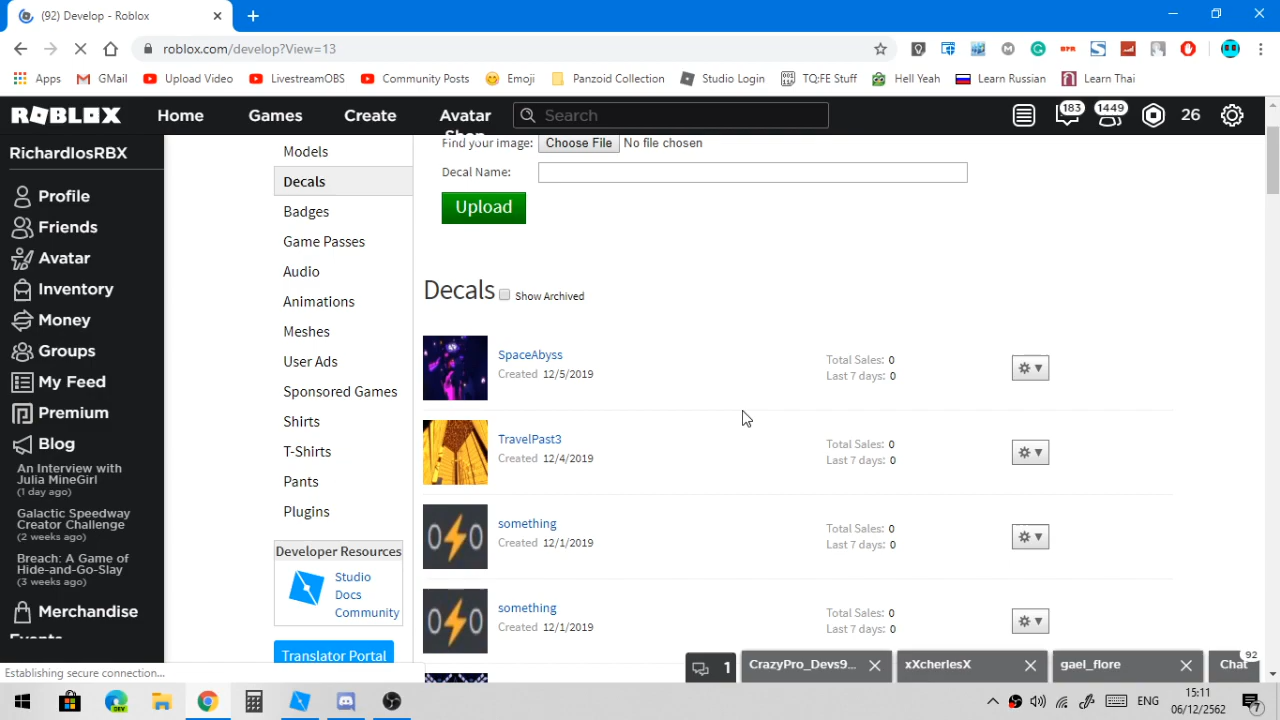 (92) Develop - Roblox
roblox.com/develop?View=13
Apps GMail Upload Video LivestreamOBS Community Posts Emoji Panzoid Collection Studio Login TQ:FE Stuff Hell Yeah Learn Russian Learn Thai
ROBLOX Home Games Create Avatar Shop Search 183 1449 26
RichardIosRBX
Profile
Friends
Avatar
Inventory
Money
Groups
My Feed
Premium
Blog
An Interview with
Julia MineGirl
(1 day ago)
Galactic Speedway
Creator Challenge
(2 weeks ago)
Breach: A Game of
Hide-and-Go-Slay
(3 weeks ago)
Merchandise
Events
Models
Decals
Badges
Game Passes
Audio
Animations
Meshes
User Ads
Sponsored Games
Shirts
T-Shirts
Pants
Plugins
Developer Resources
Studio
Docs
Community
Translator Portal
Find your image: Choose File No file chosen
Decal Name:
Upload
Decals Show Archived
SpaceAbyss
Created 12/5/2019
Total Sales: 0
Last 7 days: 0
TravelPast3
Created 12/4/2019
Total Sales: 0
Last 7 days: 0
something
Created 12/1/2019
Total Sales: 0
Last 7 days: 0
something
Created 12/1/2019
Total Sales: 0
Last 7 days: 0
1 CrazyPro_Devs9... xXcherlesX gael_flore Chat 92
Establishing secure connection...
DEV
ENG
15:11
06/12/2562
7